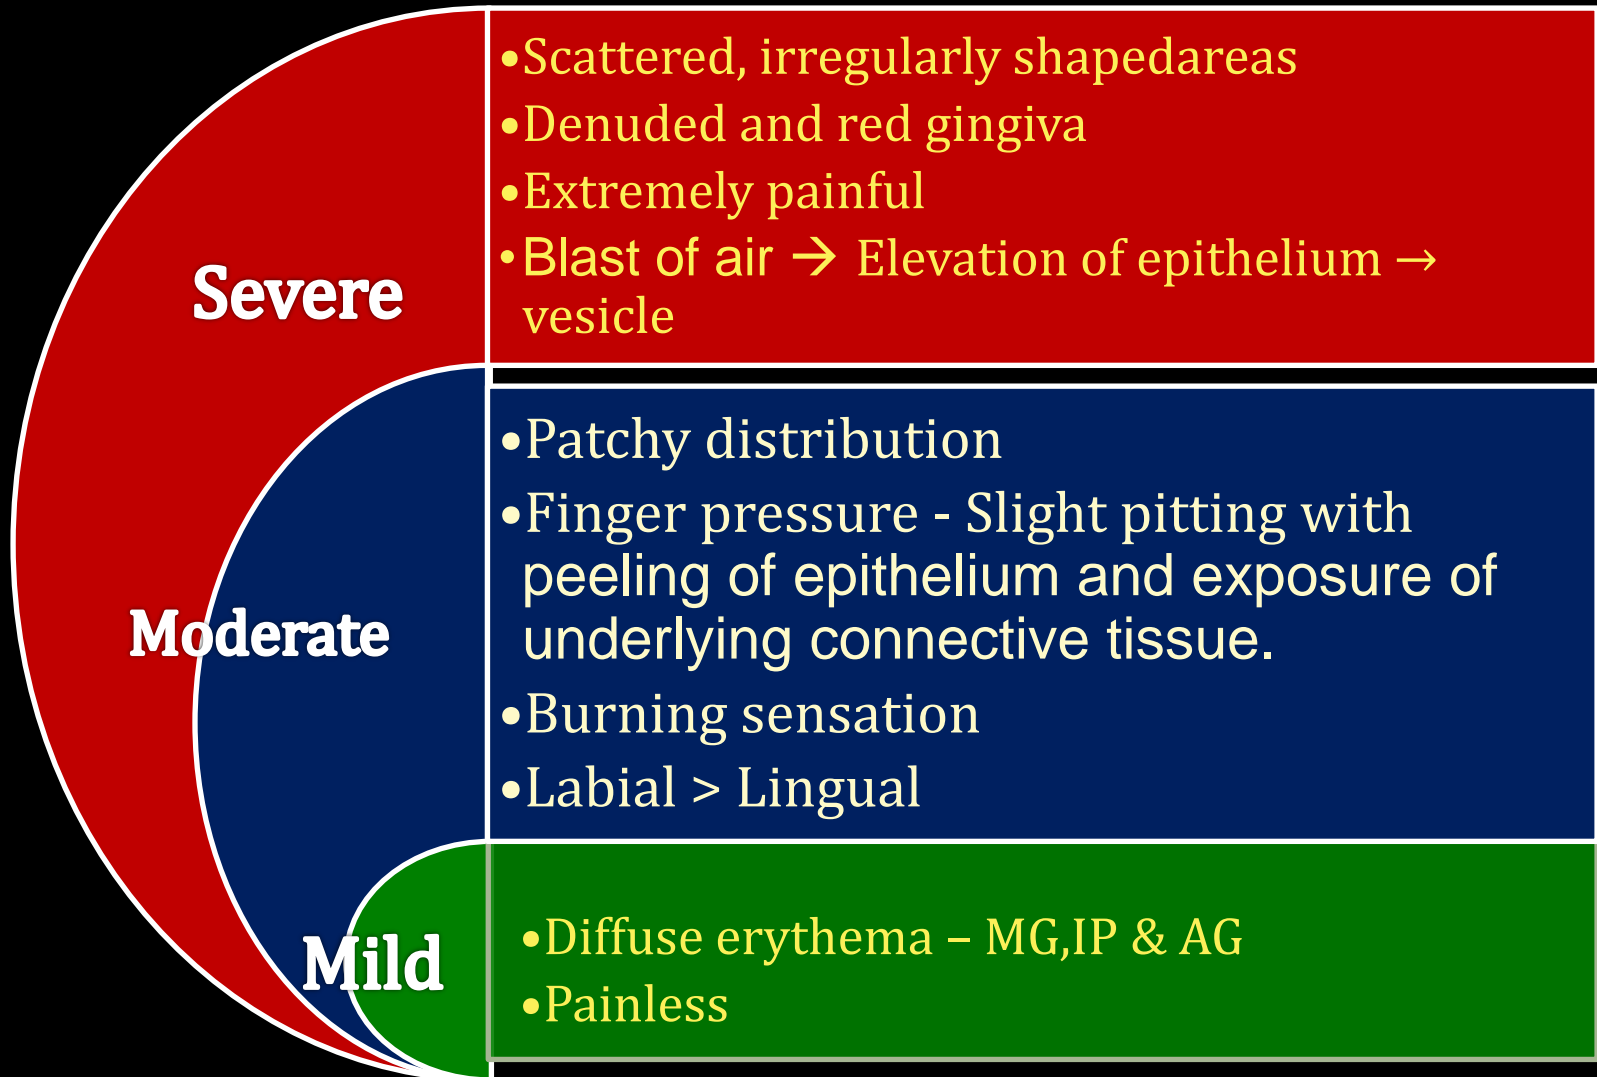 Severe
•Scattered, irregularly shapedareas
•Denuded and red gingiva
•Extremely painful
•Blast of air → Elevation of epithelium →
vesicle
Moderate
•Patchy distribution
•Finger pressure - Slight pitting with
peeling of epithelium and exposure of
underlying connective tissue.
•Burning sensation
•Labial > Lingual
Mild
•Diffuse erythema – MG,IP & AG
•Painless